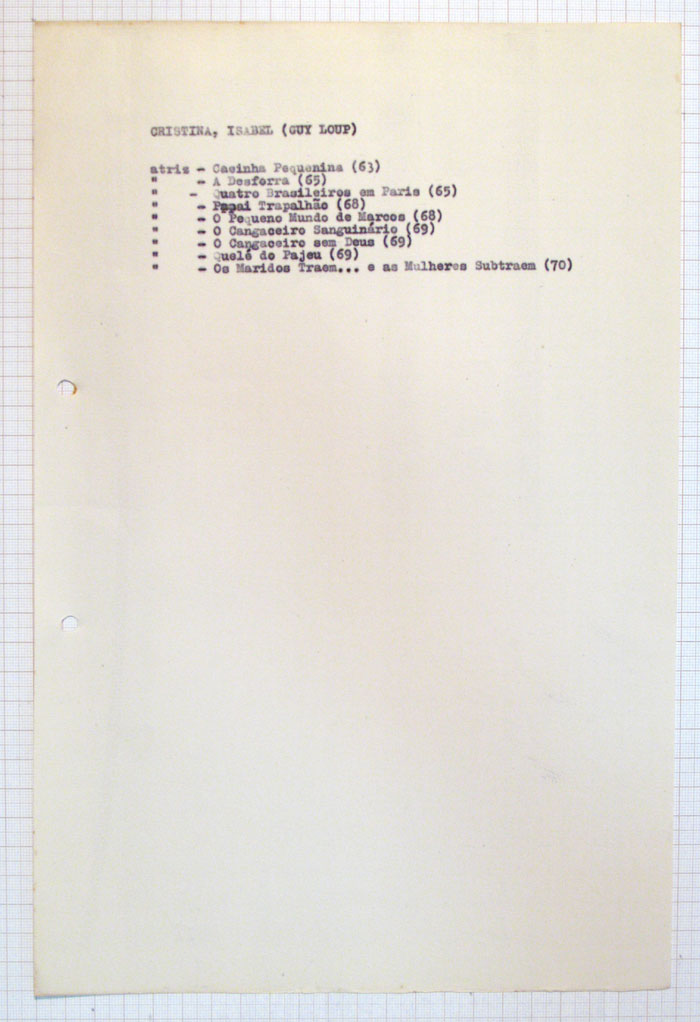 CRISTINA, ISABEL (GUY LOUP)
atriz - Casinha Pequenina (63)
" - A Desforra (65)
" - Quatro Brasileiros em Paris (65)
" - Papai Trapalhão (68)
" - O Pequeno Mundo de Marcos (68)
" - O Cangaceiro Sanguinário (69)
" - O Cangaceiro sem Deus (69)
" - Quelé do Pajeu (69)
" - Os Maridos Traem... e as Mulheres Subtraem (70)